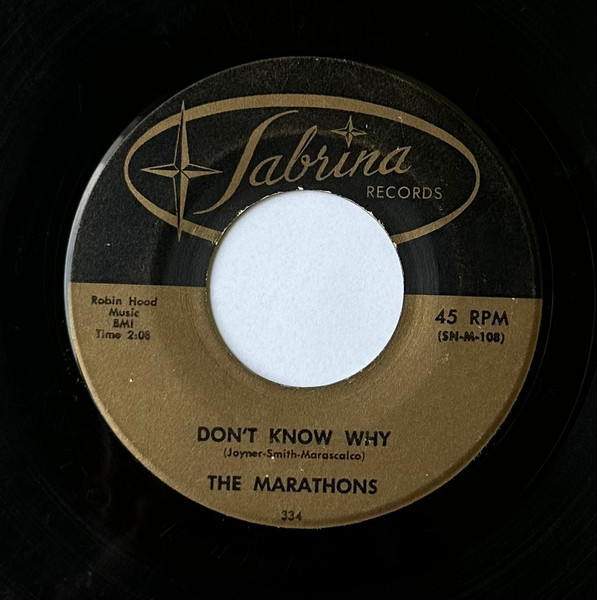 Sabrina
RECORDS
Robin Hood
Music
BMI
Time 2:08
45 RPM
(SN-M-108)
DON'T KNOW WHY
(Joyner-Smith-Marascalco)
THE MARATHONS
334